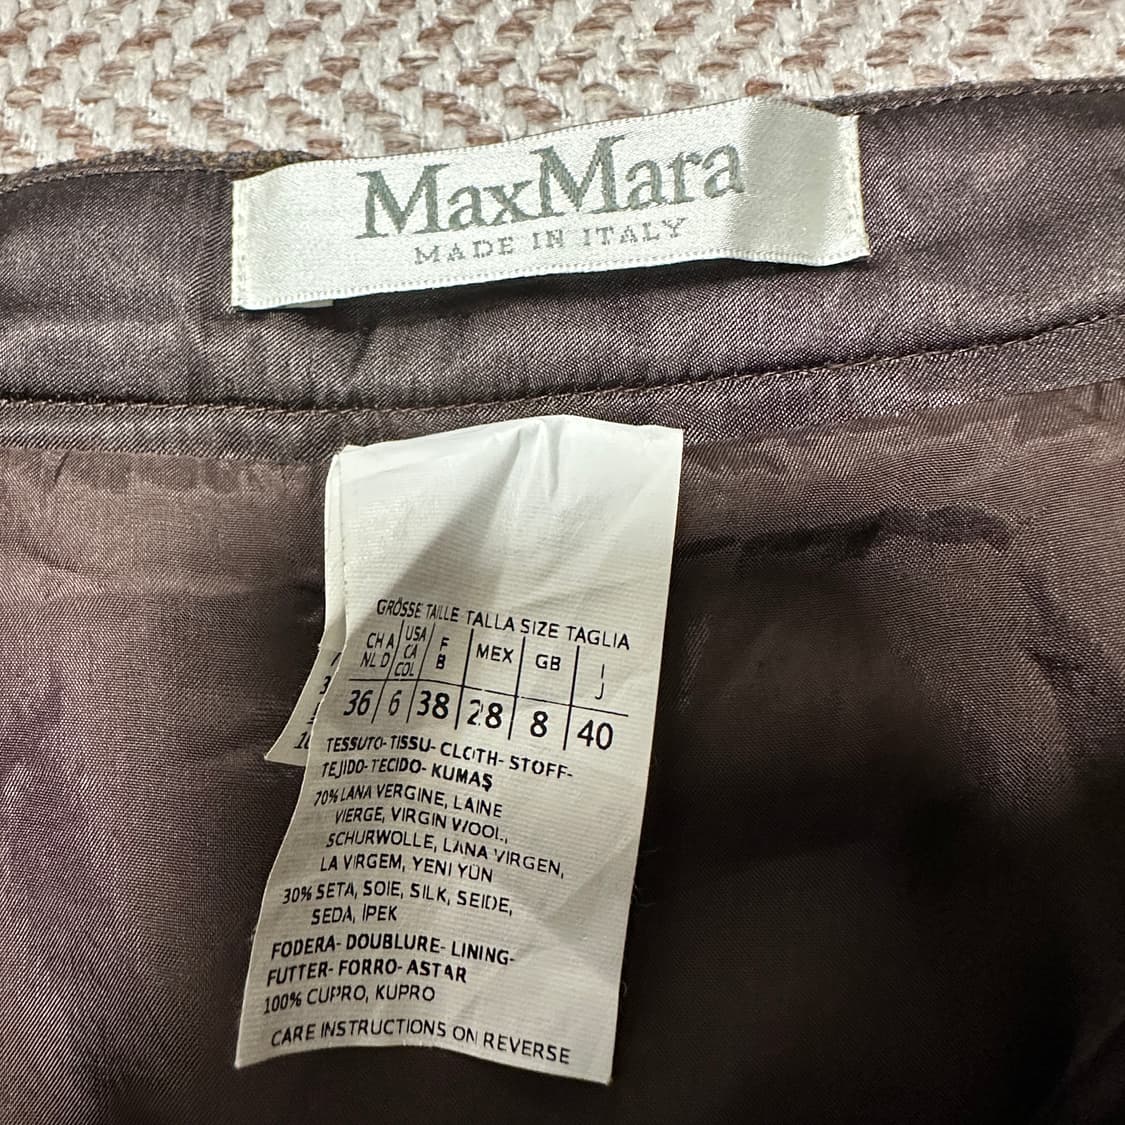 MaxMara
MADE IN ITALY
GRÖSSE TAILLE TALLA SIZE TAGLIA
CH A NL D USA CA COL F B MEX GB I J
36 6 38 28 8 40
TESSUTO- TISSU- CLOTH- STOFF-
TEJIDO- TECIDO- KUMAŞ
70% LANA VERGINE, LAINE
VIERGE, VIRGIN WOOL,
SCHURWOLLE, LANA VIRGEN,
LA VIRGEM, YENI YÜN
30% SETA, SOIE, SILK, SEIDE,
SEDA, İPEK
FODERA- DOUBLURE- LINING-
FUTTER- FORRO- ASTAR
100% CUPRO, KUPRO
CARE INSTRUCTIONS ON REVERSE